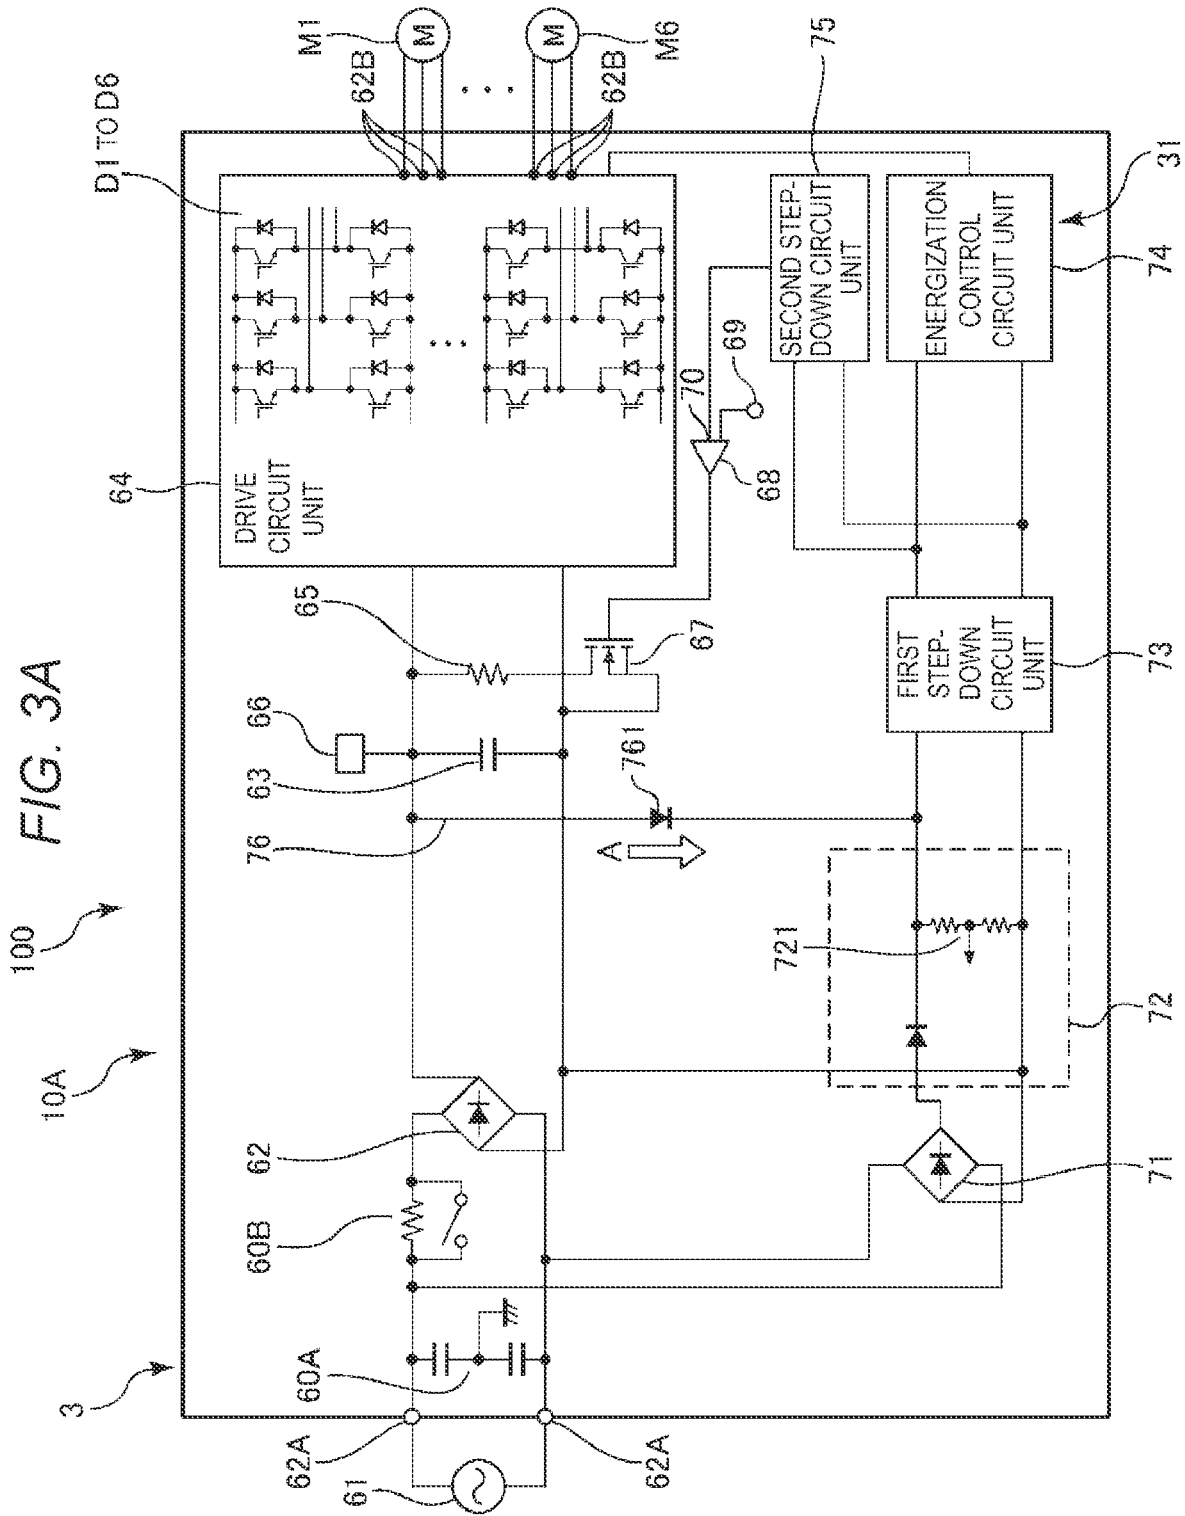 FIG. 3A
100
10A
3
D1 TO D6
M1
M
62B
M
M6
62B
75
64
DRIVE
CIRCUIT
UNIT
65
66
63
76
761
A
67
68
70
69
SECOND STEP-
DOWN CIRCUIT
UNIT
ENERGIZATION
CONTROL
CIRCUIT UNIT
31
74
FIRST
STEP-
DOWN
CIRCUIT
UNIT
73
721
72
71
62
60B
60A
62A
61
62A